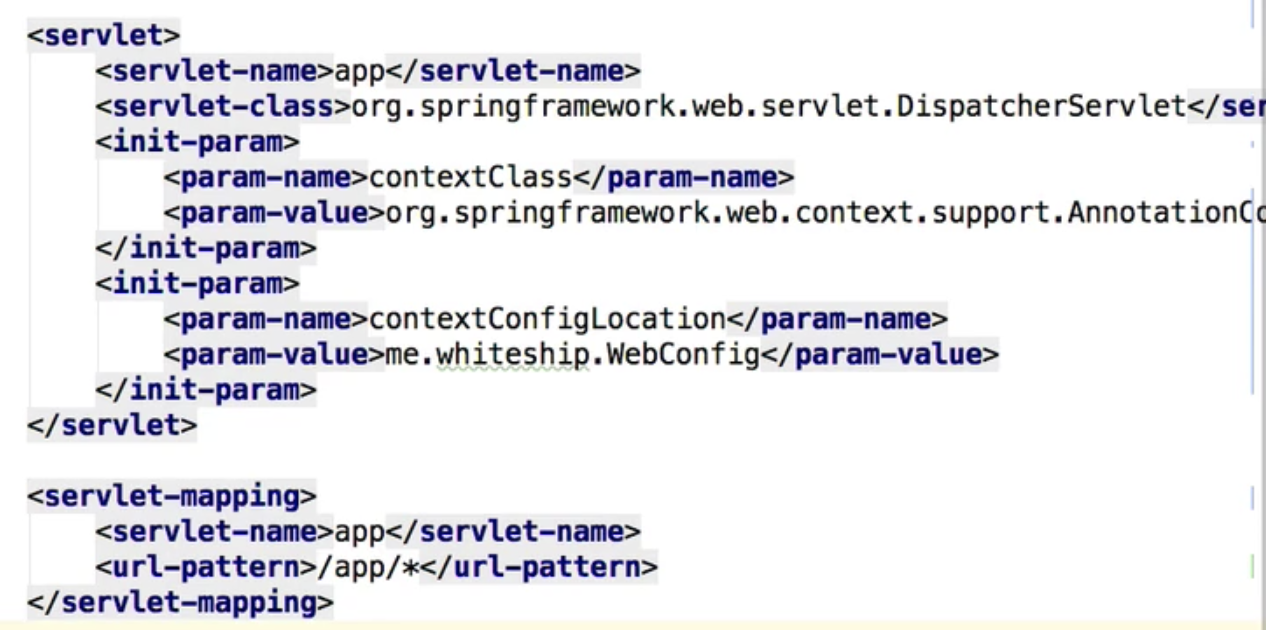 <servlet>
<servlet-name>app</servlet-name>
<servlet-class>org.springframework.web.servlet.DispatcherServlet</ser
<init-param>
<param-name>contextClass</param-name>
<param-value>org.springframework.web.context.support.AnnotationCo
</init-param>
<init-param>
<param-name>contextConfigLocation</param-name>
<param-value>me.whiteship.WebConfig</param-value>
</init-param>
</servlet>
<servlet-mapping>
<servlet-name>app</servlet-name>
<url-pattern>/app/*</url-pattern>
</servlet-mapping>